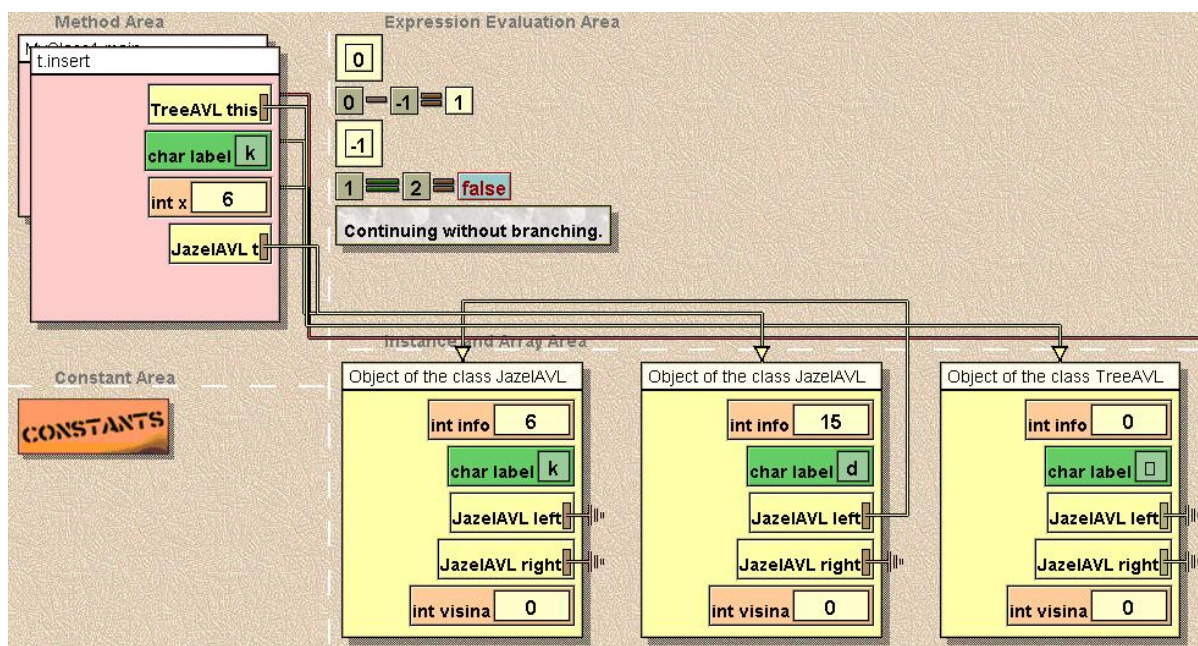 Method Area
Expression Evaluation Area
t.insert
TreeAVL this
char label k
int x 6
JazelAVL t
0
0 - -1 = 1
-1
1 == 2 = false
Continuing without branching.
Instance and Array Area
Constant Area
CONSTANTS
Object of the class JazelAVL
int info 6
char label k
JazelAVL left
JazelAVL right
int visina 0
Object of the class JazelAVL
int info 15
char label d
JazelAVL left
JazelAVL right
int visina 0
Object of the class TreeAVL
int info 0
char label
JazelAVL left
JazelAVL right
int visina 0